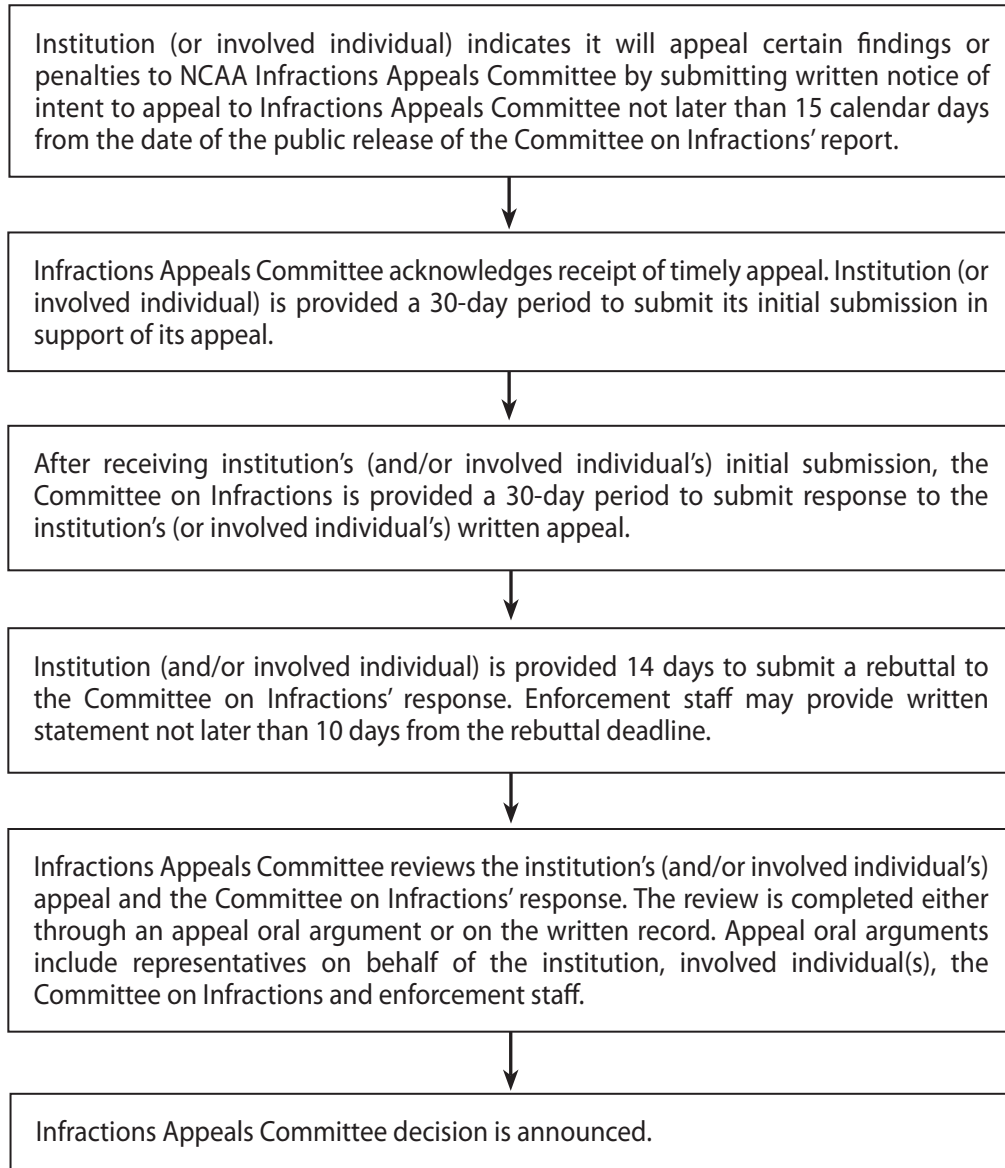 Institution (or involved individual) indicates it will appeal certain findings or
penalties to NCAA Infractions Appeals Committee by submitting written notice of
intent to appeal to Infractions Appeals Committee not later than 15 calendar days
from the date of the public release of the Committee on Infractions’ report.
Infractions Appeals Committee acknowledges receipt of timely appeal. Institution (or
involved individual) is provided a 30-day period to submit its initial submission in
support of its appeal.
After receiving institution’s (and/or involved individual’s) initial submission, the
Committee on Infractions is provided a 30-day period to submit response to the
institution’s (or involved individual’s) written appeal.
Institution (and/or involved individual) is provided 14 days to submit a rebuttal to
the Committee on Infractions’ response. Enforcement staff may provide written
statement not later than 10 days from the rebuttal deadline.
Infractions Appeals Committee reviews the institution’s (and/or involved individual’s)
appeal and the Committee on Infractions’ response. The review is completed either
through an appeal oral argument or on the written record. Appeal oral arguments
include representatives on behalf of the institution, involved individual(s), the
Committee on Infractions and enforcement staff.
Infractions Appeals Committee decision is announced.